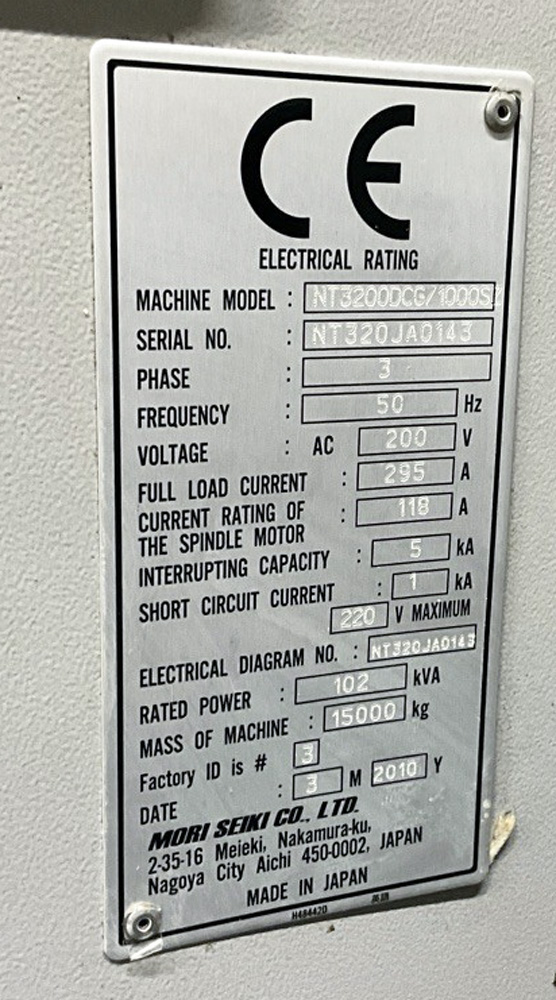 CE
ELECTRICAL RATING
MACHINE MODEL : NT3200DCG/1000SZ
SERIAL NO. : NT320JA0143
PHASE : 3
FREQUENCY : 50 Hz
VOLTAGE : AC 200 V
FULL LOAD CURRENT : 295 A
CURRENT RATING OF
THE SPINDLE MOTOR : 118 A
INTERRUPTING CAPACITY : 5 kA
SHORT CIRCUIT CURRENT : 1 kA
220 V MAXIMUM
ELECTRICAL DIAGRAM NO. : NT320JA0143
RATED POWER : 102 kVA
MASS OF MACHINE : 15000 kg
Factory ID is # 3
DATE : 3 M 2010 Y
MORI SEIKI CO., LTD.
2-35-16 Meieki, Nakamura-ku,
Nagoya City Aichi 450-0002, JAPAN
MADE IN JAPAN